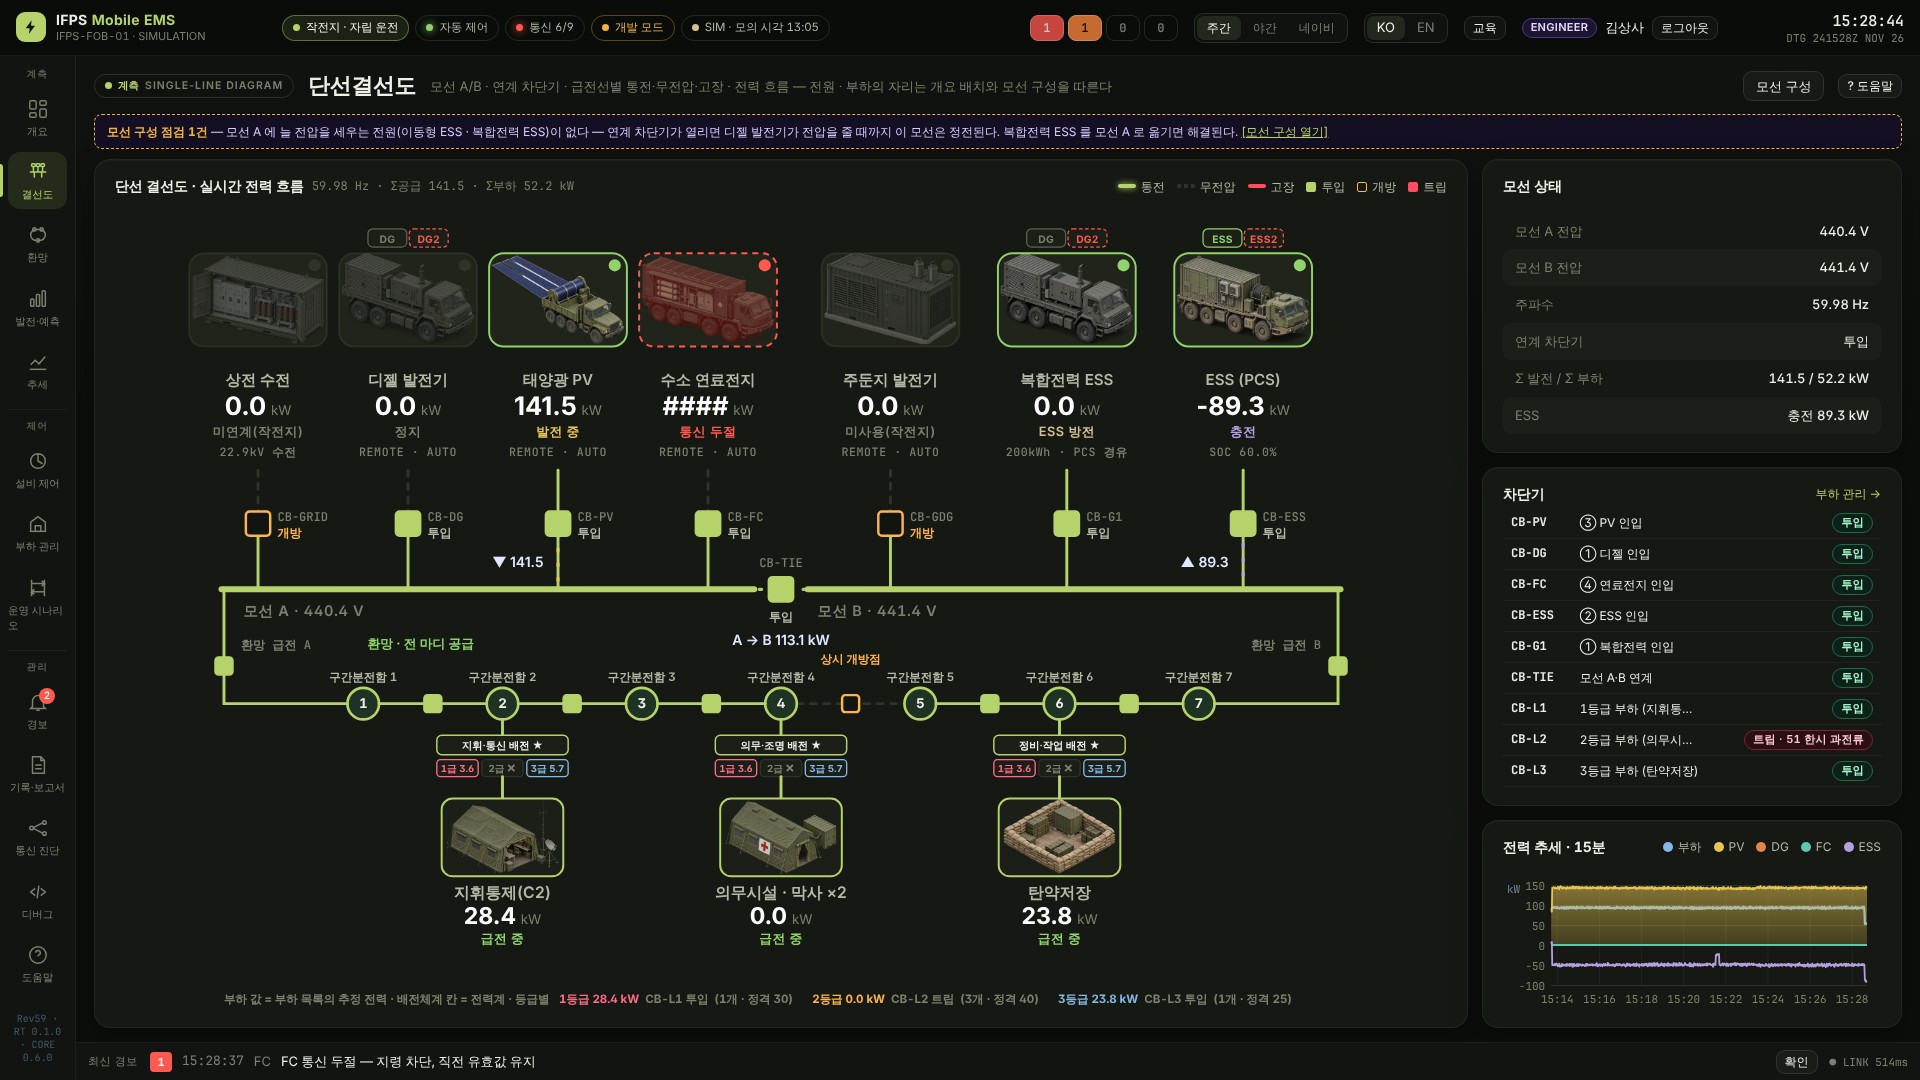 IFPS Mobile EMS
IFPS-FOB-01 · SIMULATION
작전지 · 자립 운전
자동 제어
통신 6/9
개발 모드
SIM · 모의 시각 13:05
1 1 0 0
주간 야간 네이비
KO EN
교육
ENGINEER 김상사 로그아웃
15:28:44
DTG 241528Z NOV 26
계측
개요
결선도
환망
발전·예측
추세
제어
설비 제어
부하 관리
운영 시나리오
관리
2
경보
기록·보고서
통신 진단
디버그
도움말
Rev59 · RT 0.1.0 · CORE 0.6.0
계측 SINGLE-LINE DIAGRAM
단선결선도
모선 A/B · 연계 차단기 · 급전선별 통전·무전압·고장 · 전력 흐름 — 전원 · 부하의 자리는 개요 배치와 모선 구성을 따른다
모선 구성
? 도움말
모선 구성 점검 1건 — 모선 A 에 늘 전압을 세우는 전원(이동형 ESS · 복합전력 ESS)이 없다 — 연계 차단기가 열리면 디젤 발전기가 전압을 줄 때까지 이 모선은 정전된다. 복합전력 ESS 를 모선 A 로 옮기면 해결된다. [모선 구성 열기]
단선 결선도 · 실시간 전력 흐름 59.98 Hz · Σ공급 141.5 · Σ부하 52.2 kW
통전 무전압 고장 투입 개방 트립
DG DG2
DG DG2
ESS ESS2
상전 수전
0.0 kW
미연계(작전지)
22.9kV 수전
디젤 발전기
0.0 kW
정지
REMOTE · AUTO
태양광 PV
141.5 kW
발전 중
REMOTE · AUTO
수소 연료전지
#### kW
통신 두절
REMOTE · AUTO
주둔지 발전기
0.0 kW
미사용(작전지)
REMOTE · AUTO
복합전력 ESS
0.0 kW
ESS 방전
200kWh · PCS 경유
ESS (PCS)
-89.3 kW
충전
SOC 60.0%
CB-GRID 개방
CB-DG 투입
CB-PV 투입
CB-FC 투입
CB-GDG 개방
CB-G1 투입
CB-ESS 투입
▼ 141.5
▲ 89.3
CB-TIE
투입
모선 A · 440.4 V
모선 B · 441.4 V
환망 급전 A
환망 · 전 마디 공급
A → B 113.1 kW
환망 급전 B
상시 개방점
구간분전함 1
구간분전함 2
구간분전함 3
구간분전함 4
구간분전함 5
구간분전함 6
구간분전함 7
1 2 3 4 5 6 7
지휘·통신 배전 ★
1급 3.6 2급 ✕ 3급 5.7
의무·조명 배전 ★
1급 3.6 2급 ✕ 3급 5.7
정비·작업 배전 ★
1급 3.6 2급 ✕ 3급 5.7
지휘통제(C2)
28.4 kW
급전 중
의무시설 · 막사 ×2
0.0 kW
급전 중
탄약저장
23.8 kW
급전 중
부하 값 = 부하 목록의 추정 전력 · 배전체계 칸 = 전력계 · 등급별 1등급 28.4 kW CB-L1 투입 (1개 · 정격 30) 2등급 0.0 kW CB-L2 트립 (3개 · 정격 40) 3등급 23.8 kW CB-L3 투입 (1개 · 정격 25)
모선 상태
모선 A 전압 440.4 V
모선 B 전압 441.4 V
주파수 59.98 Hz
연계 차단기 투입
Σ 발전 / Σ 부하 141.5 / 52.2 kW
ESS 충전 89.3 kW
차단기 부하 관리 →
CB-PV ③ PV 인입 투입
CB-DG ① 디젤 인입 투입
CB-FC ④ 연료전지 인입 투입
CB-ESS ② ESS 인입 투입
CB-G1 ① 복합전력 인입 투입
CB-TIE 모선 A·B 연계 투입
CB-L1 1등급 부하 (지휘통... 투입
CB-L2 2등급 부하 (의무시... 트립 · 51 한시 과전류
CB-L3 3등급 부하 (탄약저장) 투입
전력 추세 · 15분
부하 PV DG FC ESS
kW 150
100
50
0
-50
-100
15:14 15:16 15:18 15:20 15:22 15:24 15:26 15:28
최신 경보 1 15:28:37 FC FC 통신 두절 — 지령 차단, 직전 유효값 유지
확인
LINK 514ms